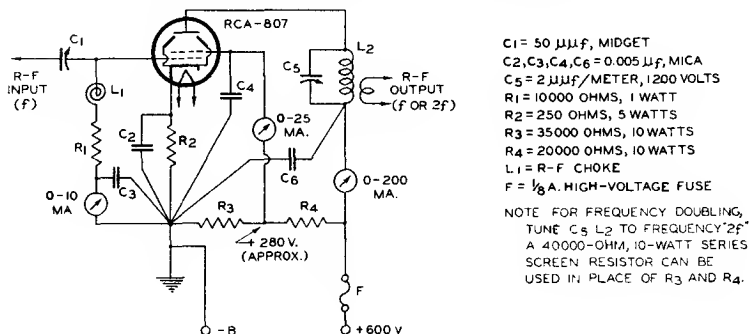 RCA-807
C1
R-F
INPUT
(f)
L1
R1
C3
0-10
MA
C2
R2
C4
0-25
MA.
C6
R3
R4
+ 280 V.
(APPROX.)
C5
L2
R-F
OUTPUT
(f OR 2f)
0-200
MA.
F
-B
+600 V
C1 = 50 μμf, MIDGET
C2,C3,C4,C6 = 0.005 μf, MICA
C5 = 2 μμf/METER, 1200 VOLTS
R1 = 10000 OHMS, 1 WATT
R2 = 250 OHMS, 5 WATTS
R3 = 35000 OHMS, 10 WATTS
R4 = 20000 OHMS, 10 WATTS
L1 = R-F CHOKE
F = 1/8 A. HIGH-VOLTAGE FUSE
NOTE FOR FREQUENCY DOUBLING,
TUNE C5 L2 TO FREQUENCY "2f"
A 40000-OHM, 10-WATT SERIES
SCREEN RESISTOR CAN BE
USED IN PLACE OF R3 AND R4.